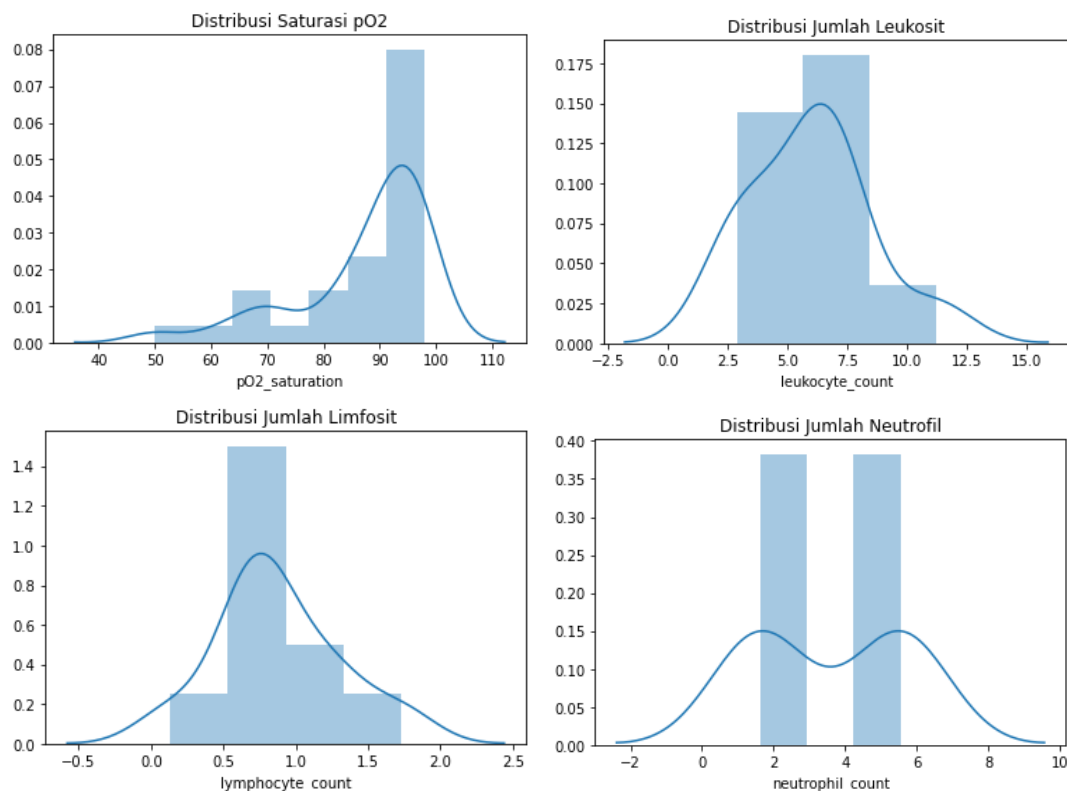 Distribusi Saturasi pO2
0.08
0.07
0.06
0.05
0.04
0.03
0.02
0.01
0.00
40 50 60 70 80 90 100 110
pO2_saturation
Distribusi Jumlah Leukosit
0.175
0.150
0.125
0.100
0.075
0.050
0.025
0.000
−2.5 0.0 2.5 5.0 7.5 10.0 12.5 15.0
leukocyte_count
Distribusi Jumlah Limfosit
1.4
1.2
1.0
0.8
0.6
0.4
0.2
0.0
−0.5 0.0 0.5 1.0 1.5 2.0 2.5
lymphocyte_count
Distribusi Jumlah Neutrofil
0.40
0.35
0.30
0.25
0.20
0.15
0.10
0.05
0.00
−2 0 2 4 6 8 10
neutrophil_count